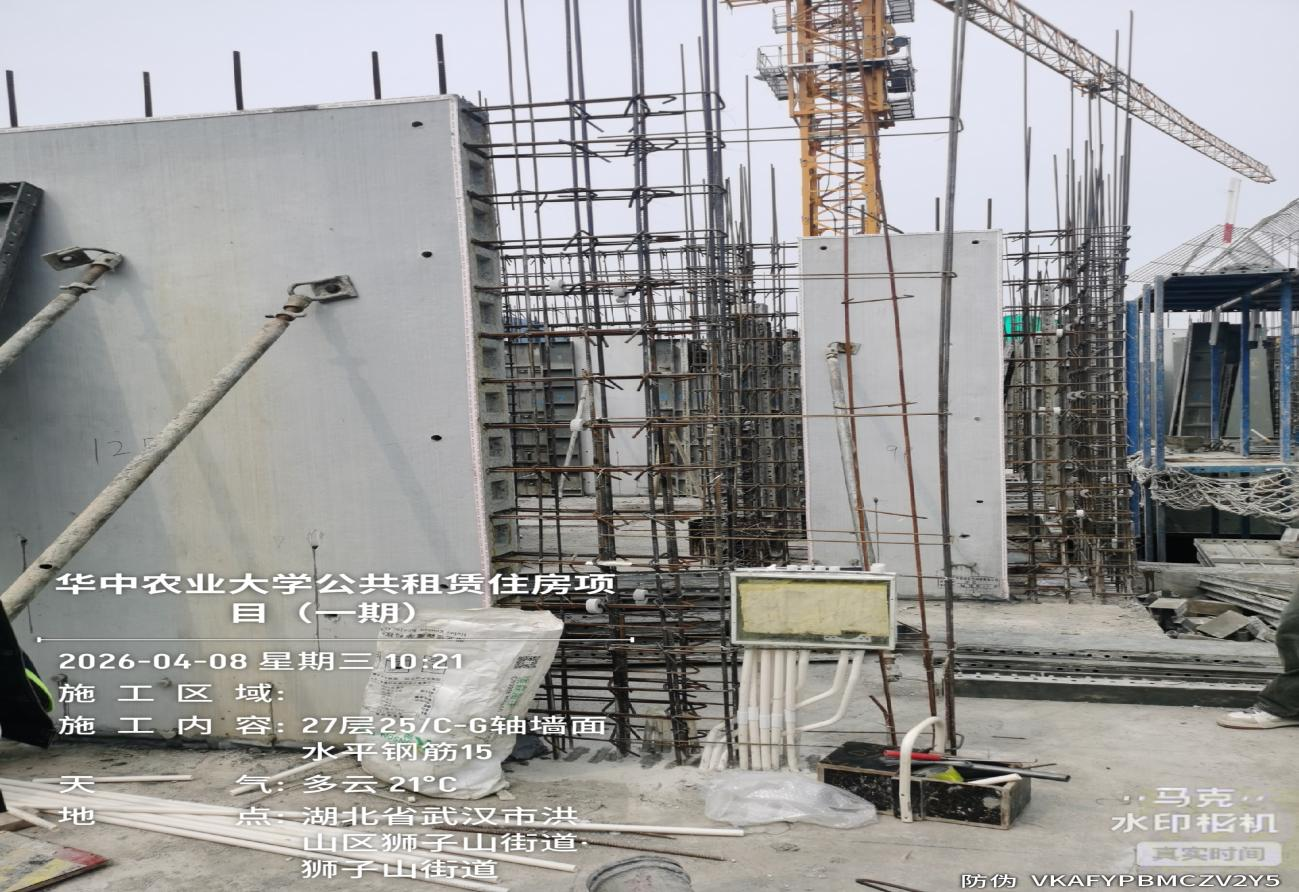 华中农业大学公共租赁住房项
目（一期）
2026-04-08 星期三 10:21
施工区域:
施工内容: 27层25/C-G轴墙面
水平钢筋15
天气: 多云 21°C
地点: 湖北省武汉市洪
山区狮子山街道·
狮子山街道
马克
水印相机
真实时间
防伪 VKAFYPBMCZV2Y5